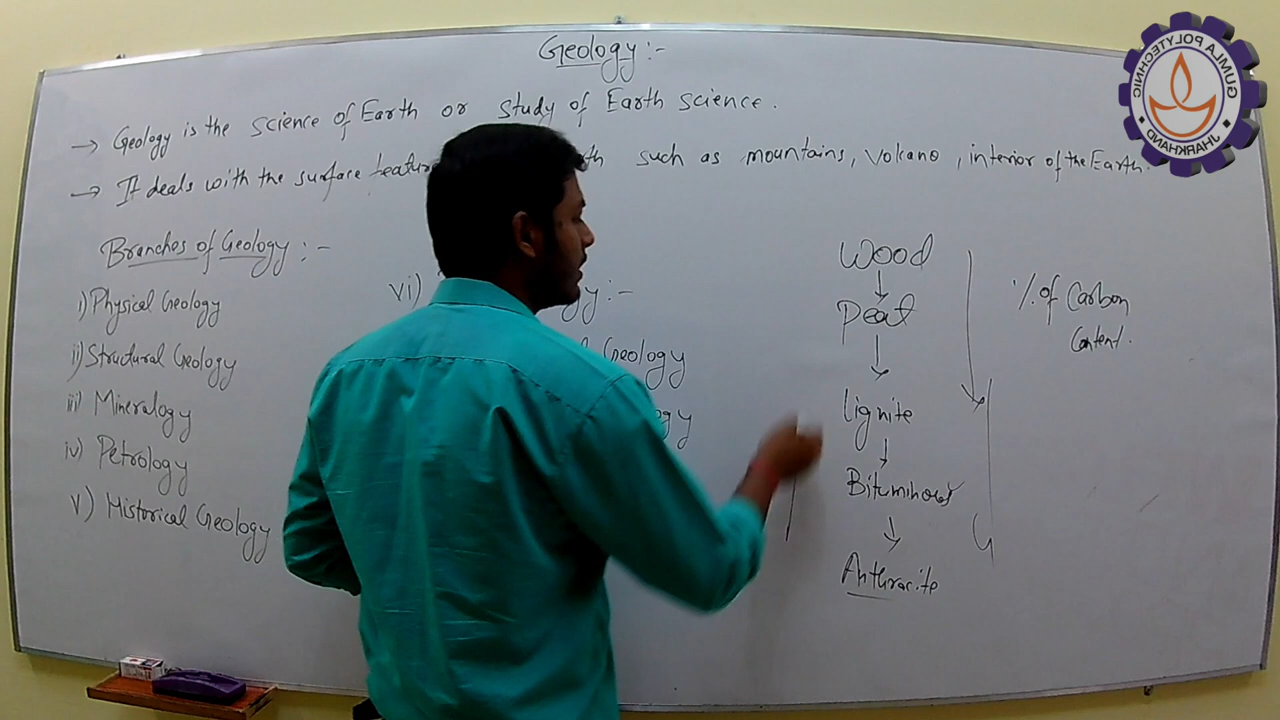 Geology :-
→ Geology is the science of Earth or study of Earth science.
→ It deals with the surface such as mountains, Volcano, interior of the Earth.
Branches of Geology :-
i) Physical Geology
ii) Structural Geology
iii) Mineralogy
iv) Petrology
v) Historical Geology
vi)
Geology
Wood
↓
Peat
↓
lignite
↓
Bituminous
↓
Anthracite
% of Carbon
Content.
GUMLA POLYTECHNIC
JHARKHAND